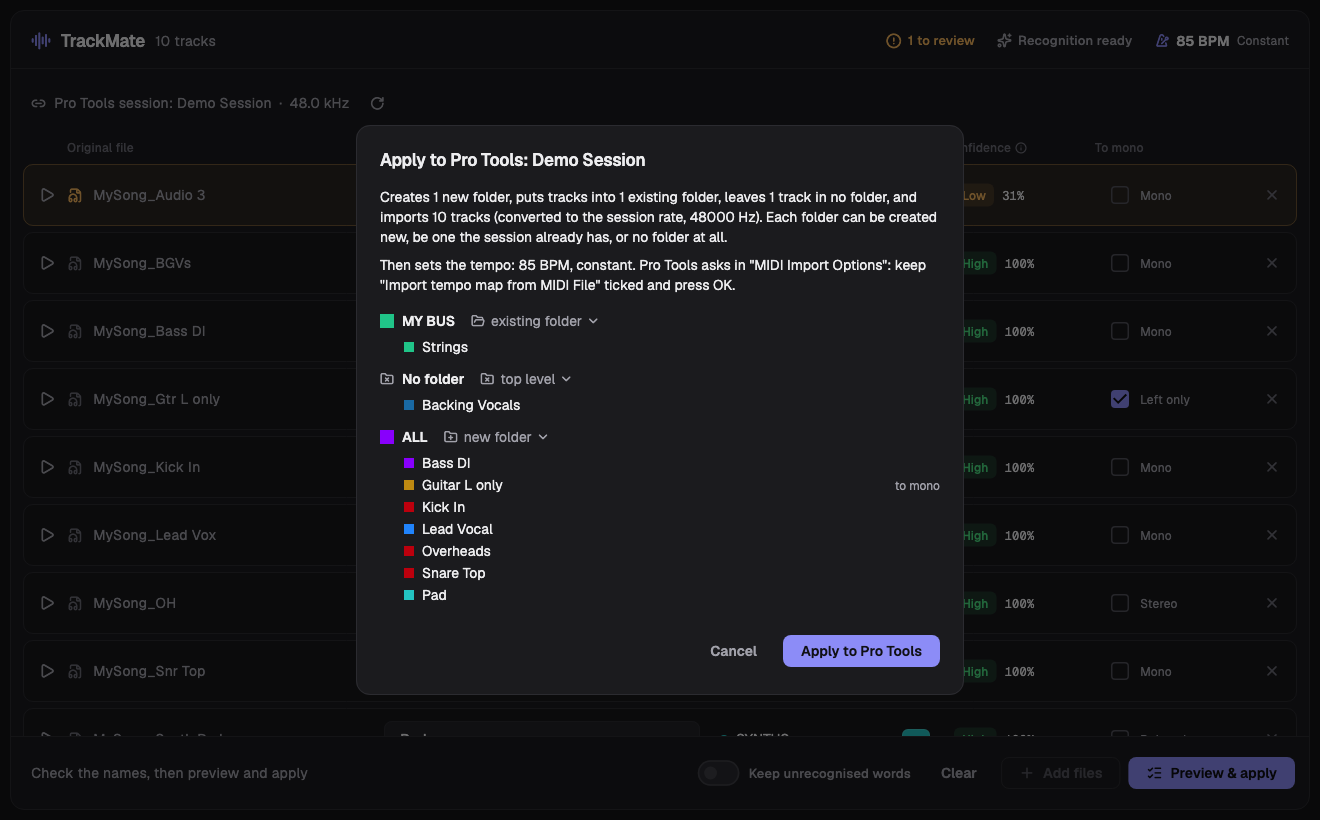 TrackMate 10 tracks
1 to review
Recognition ready
85 BPM Constant
Pro Tools session: Demo Session · 48.0 kHz
Original file
To mono
Apply to Pro Tools: Demo Session
Creates 1 new folder, puts tracks into 1 existing folder, leaves 1 track in no folder, and
imports 10 tracks (converted to the session rate, 48000 Hz). Each folder can be created
new, be one the session already has, or no folder at all.
Then sets the tempo: 85 BPM, constant. Pro Tools asks in "MIDI Import Options": keep
"Import tempo map from MIDI File" ticked and press OK.
MY BUS existing folder
Strings
No folder top level
Backing Vocals
ALL new folder
Bass DI
Guitar L only to mono
Kick In
Lead Vocal
Overheads
Snare Top
Pad
Cancel
Apply to Pro Tools
MySong_Audio 3 Low 31% Mono
MySong_BGVs High 100% Mono
MySong_Bass DI High 100% Mono
MySong_Gtr L only High 100% Left only
MySong_Kick In High 100% Mono
MySong_Lead Vox High 100% Mono
MySong_OH High 100% Stereo
MySong_Snr Top High 100% Mono
Check the names, then preview and apply
Keep unrecognised words
Clear
Add files
Preview & apply